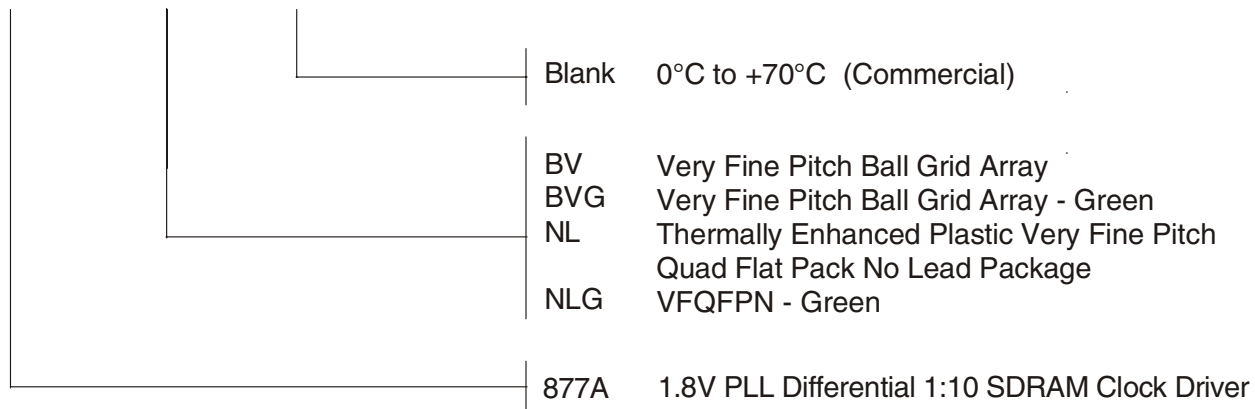 Blank 0°C to +70°C (Commercial)
BV Very Fine Pitch Ball Grid Array
BVG Very Fine Pitch Ball Grid Array - Green
NL Thermally Enhanced Plastic Very Fine Pitch
Quad Flat Pack No Lead Package
NLG VFQFPN - Green
877A 1.8V PLL Differential 1:10 SDRAM Clock Driver